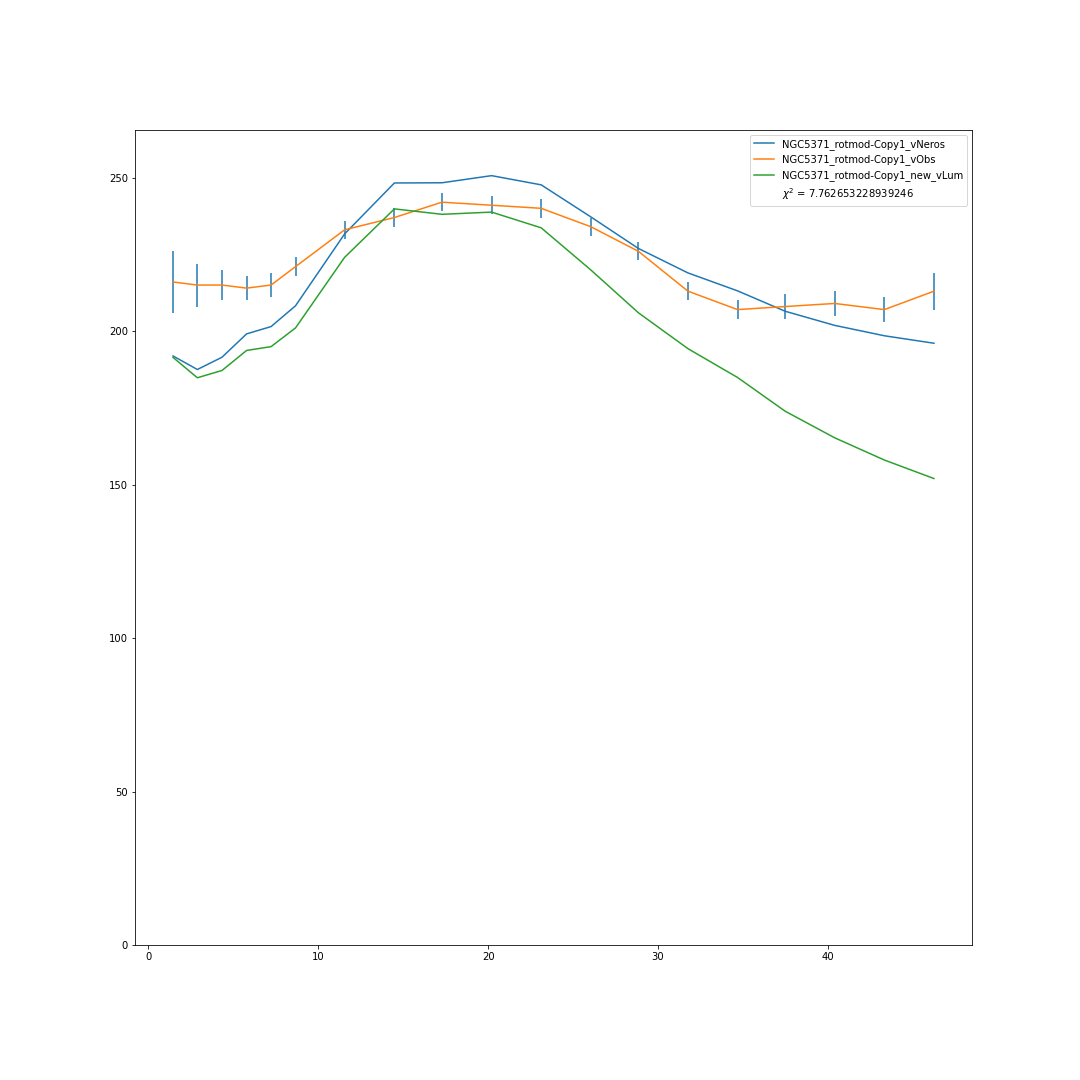 NGC5371_rotmod-Copy1_vNeros
NGC5371_rotmod-Copy1_vObs
NGC5371_rotmod-Copy1_new_vLum
χ² = 7.762653228939246
250
200
150
100
50
0
0 10 20 30 40